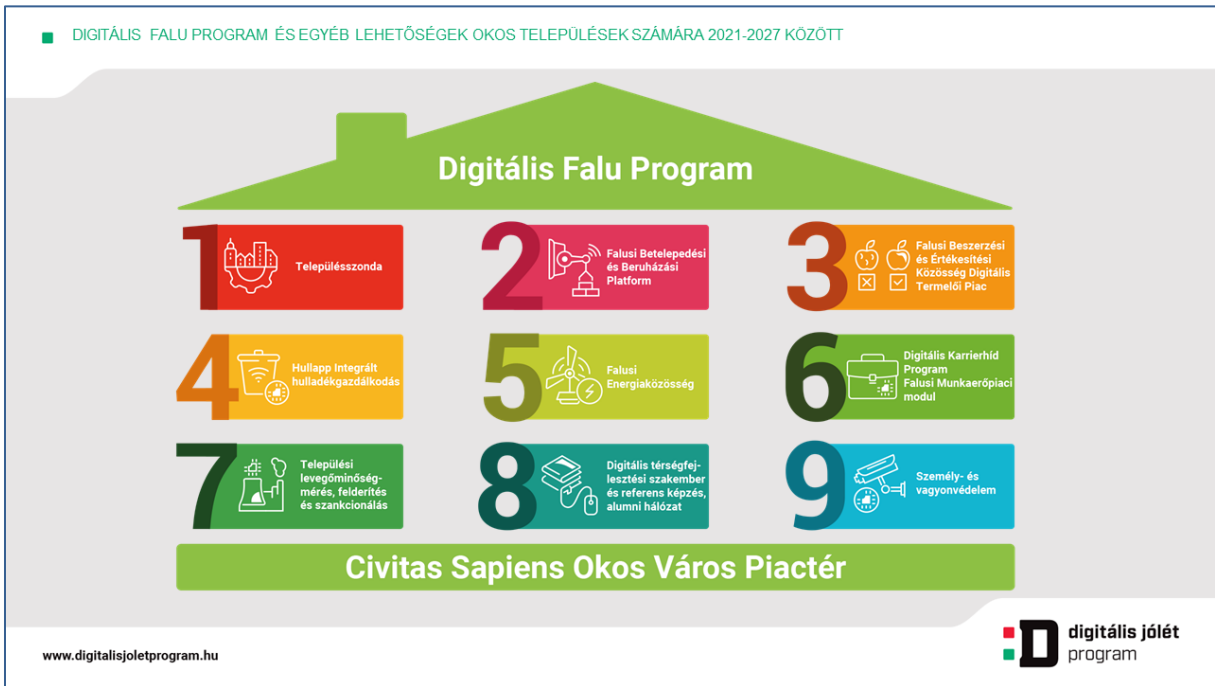 DIGITÁLIS FALU PROGRAM ÉS EGYÉB LEHETŐSÉGEK OKOS TELEPÜLÉSEK SZÁMÁRA 2021-2027 KÖZÖTT
Digitális Falu Program
1
Településszonda
2
Falusi Betelepedési
és Beruházási
Platform
3
Falusi Beszerzési
és Értékesítési
Közösség Digitális
Termelői Piac
4
Hullapp Integrált
hulladékgazdálkodás
5
Falusi
Energiaközösség
6
Digitális Karrierhíd
Program
Falusi Munkaerőpiaci
modul
7
Települési
levegőminőség-
mérés, felderítés
és szankcionálás
8
Digitális térségfej-
lesztési szakember
és referens képzés,
alumni hálózat
9
Személy- és
vagyonvédelem
Civitas Sapiens Okos Város Piactér
www.digitalisjoletprogram.hu
D
digitális jólét
program